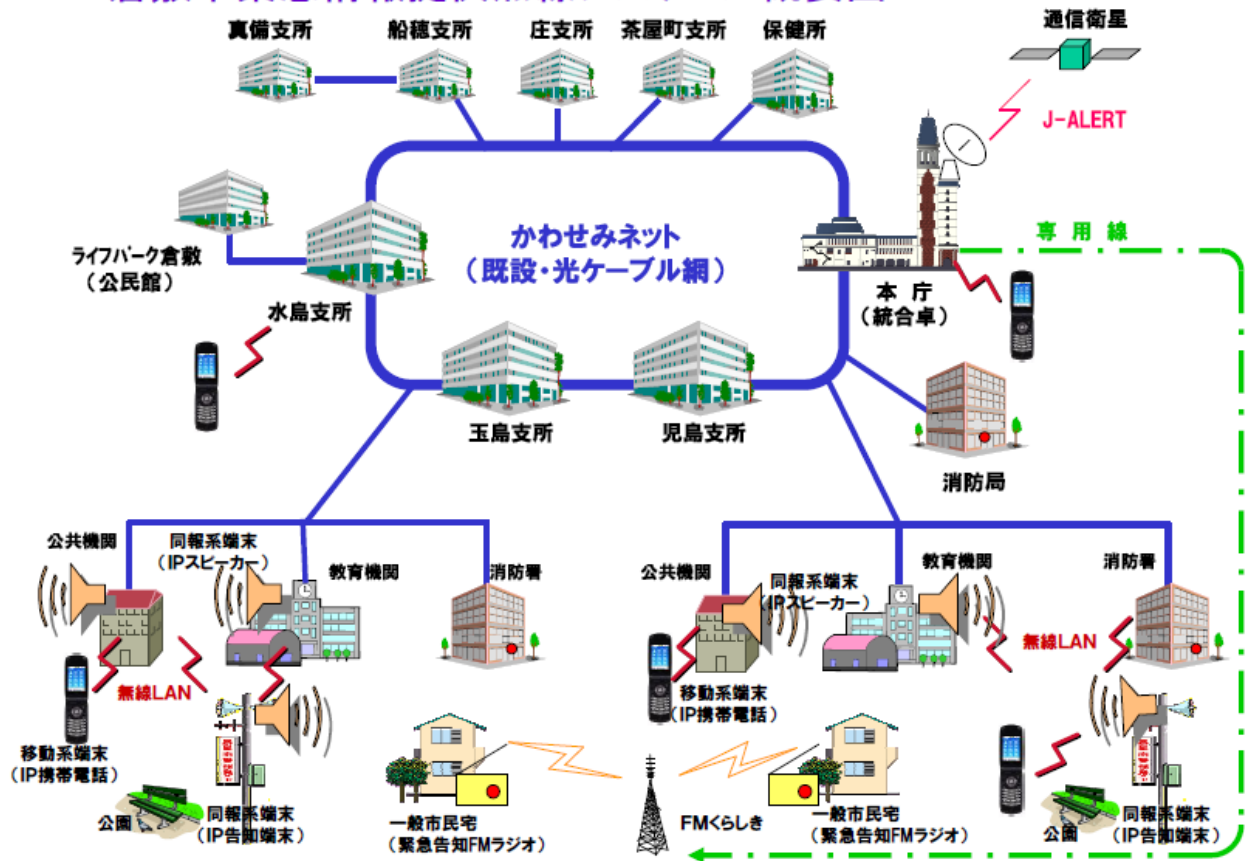 真備支所
船穂支所
庄支所
茶屋町支所
保健所
通信衛星
J-ALERT
専用線
かわせみネット
（既設・光ケーブル網）
ライフパーク倉敷
（公民館）
水島支所
本 庁
（統合卓）
玉島支所
児島支所
消防局
公共機関
同報系端末
（IPスピーカー）
教育機関
消防署
公共機関
同報系端末
（IPスピーカー）
教育機関
消防署
無線LAN
無線LAN
移動系端末
（IP携帯電話）
移動系端末
（IP携帯電話）
公園
同報系端末
（IP告知端末）
一般市民宅
（緊急告知FMラジオ）
FMくらしき
一般市民宅
（緊急告知FMラジオ）
公園
同報系端末
（IP告知端末）